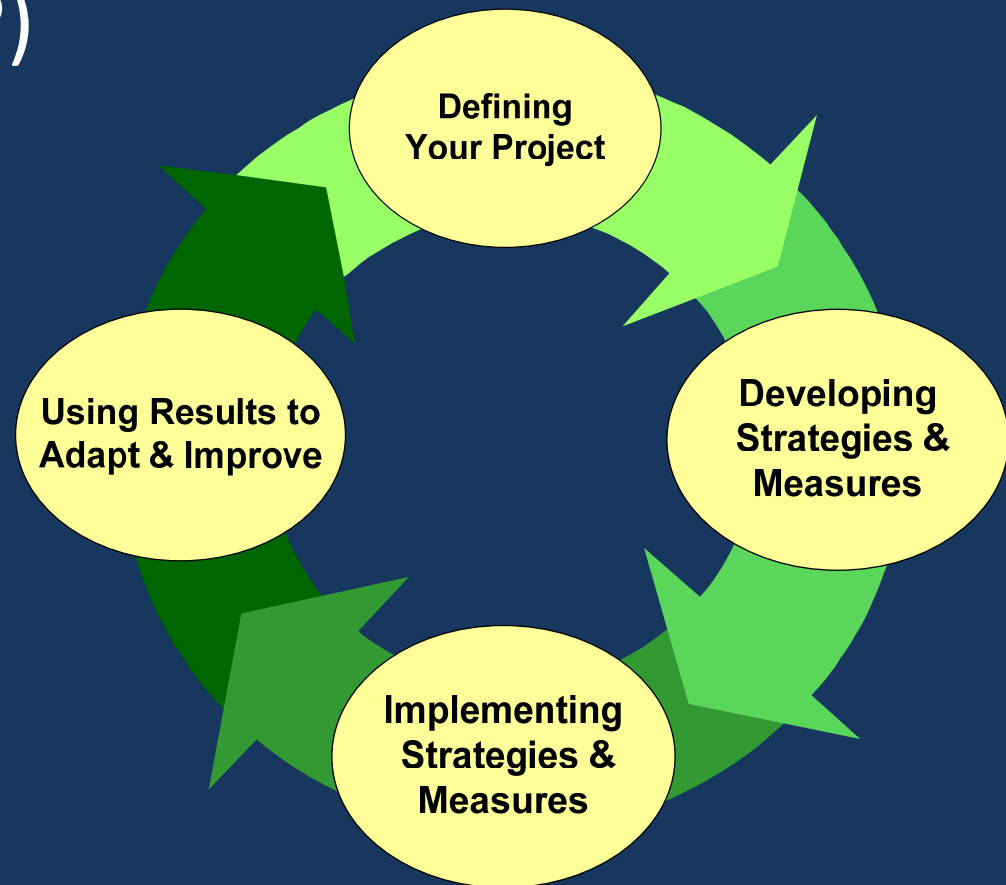 )
Defining
Your Project
Developing
Strategies &
Measures
Implementing
Strategies &
Measures
Using Results to
Adapt & Improve